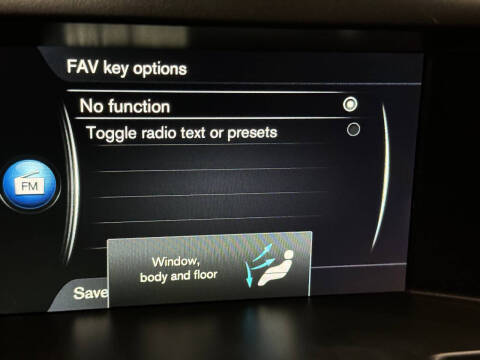 FAV key options
No function
Toggle radio text or presets
FM
Window,
body and floor
Save